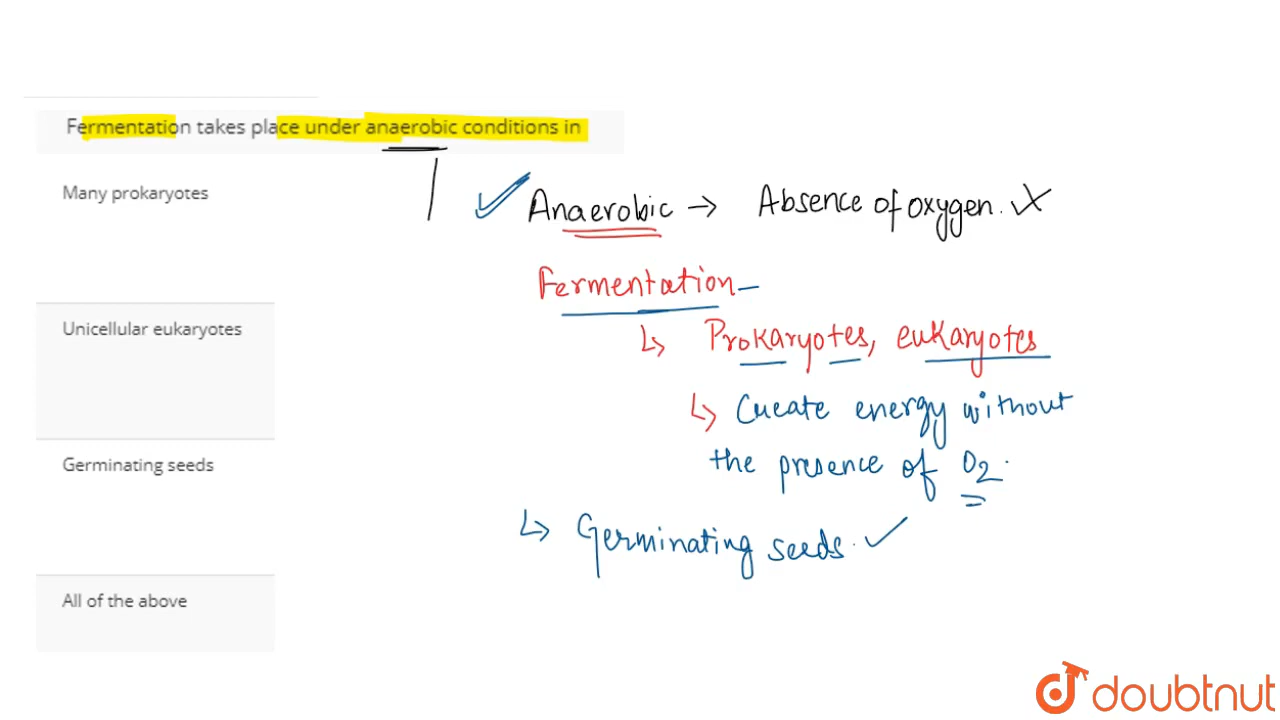 Fermentation takes place under anaerobic conditions in
Many prokaryotes
Anaerobic → Absence of oxygen.
Fermentation
↳ Prokaryotes, eukaryotes
Unicellular eukaryotes
↳ Create energy without
the presence of O2.
Germinating seeds
↳ Germinating seeds.
All of the above
doubtnut